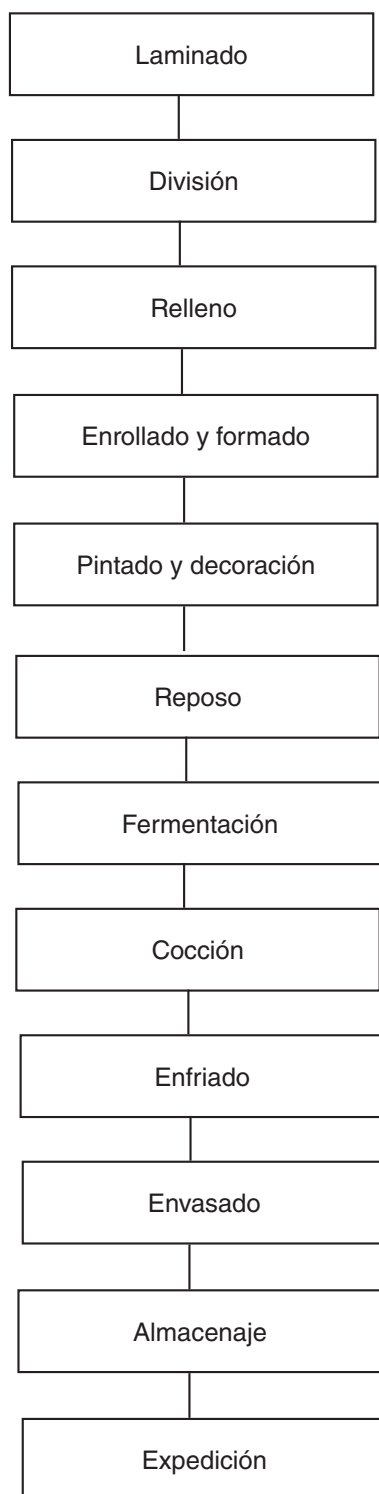 Laminado
División
Relleno
Enrollado y formado
Pintado y decoración
Reposo
Fermentación
Cocción
Enfriado
Envasado
Almacenaje
Expedición